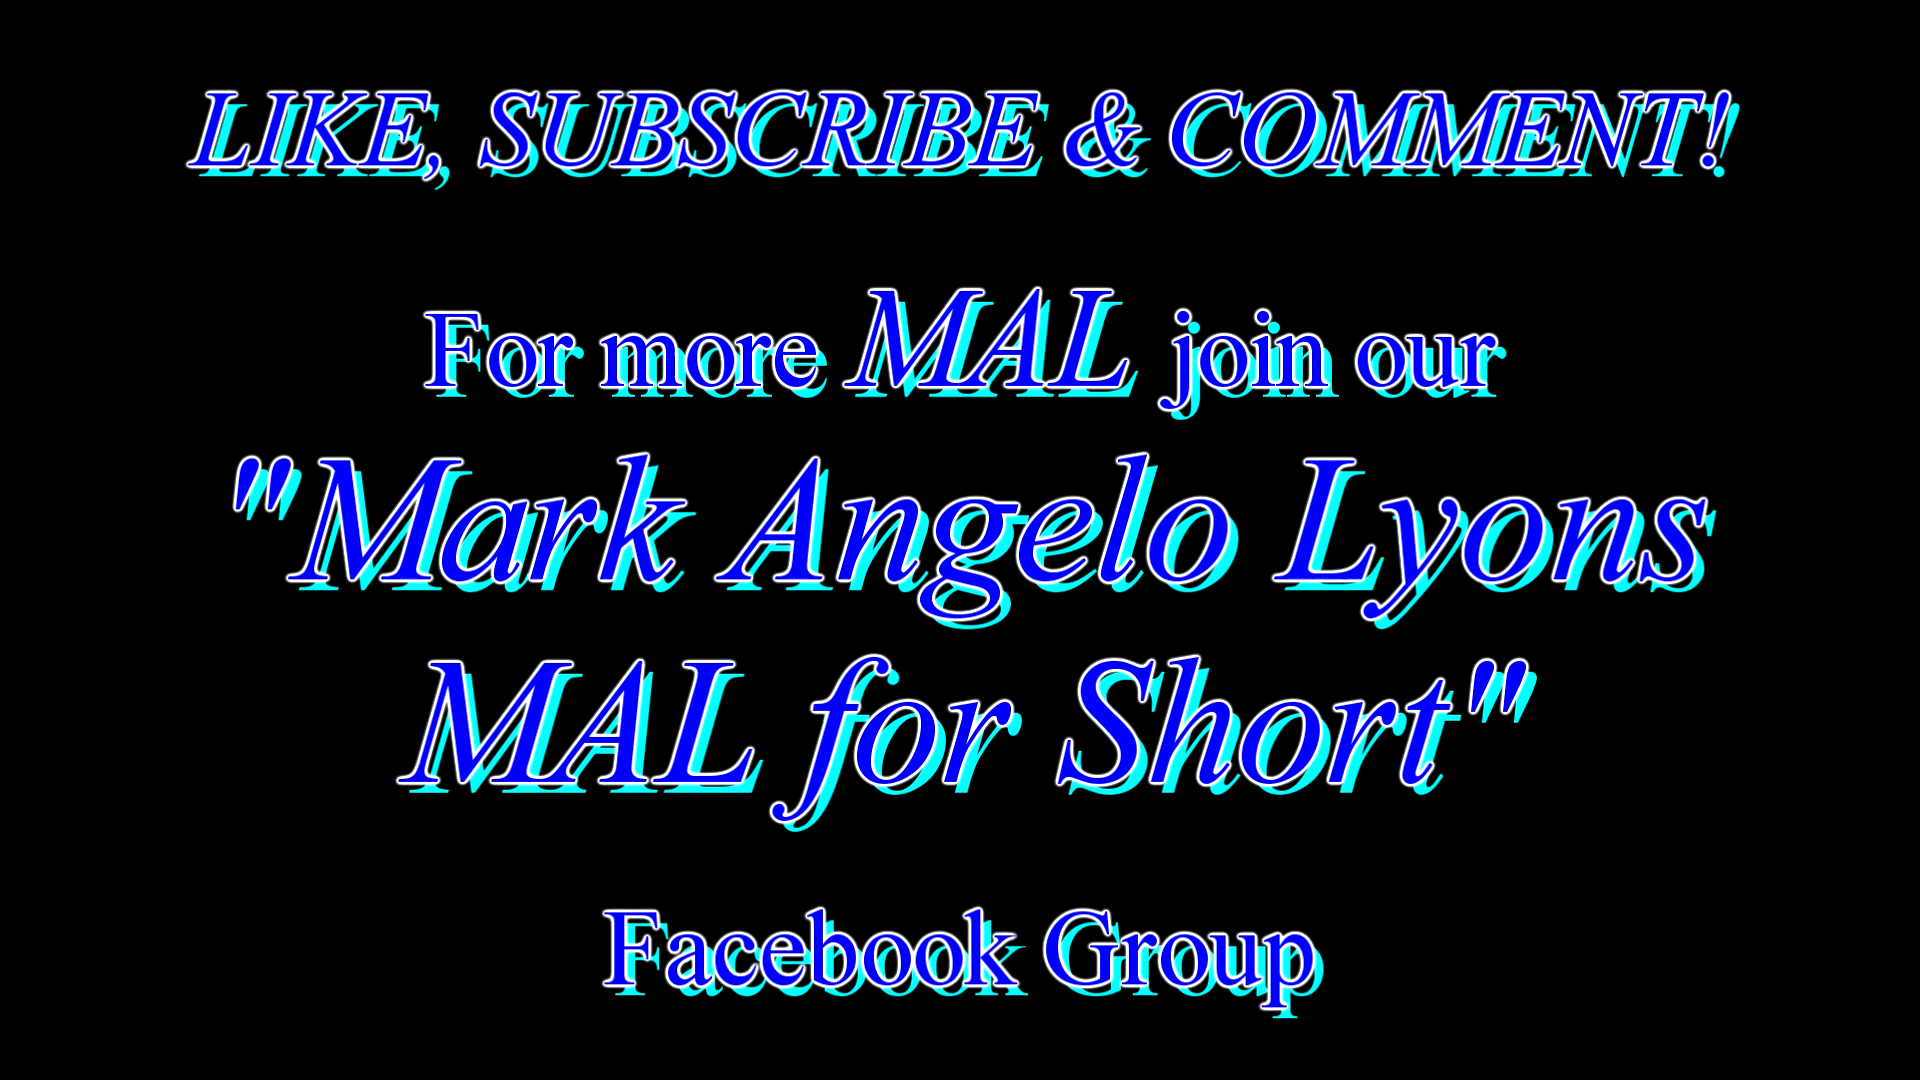 LIKE, SUBSCRIBE & COMMENT!
For more MAL join our
"Mark Angelo Lyons
MAL for Short"
Facebook Group